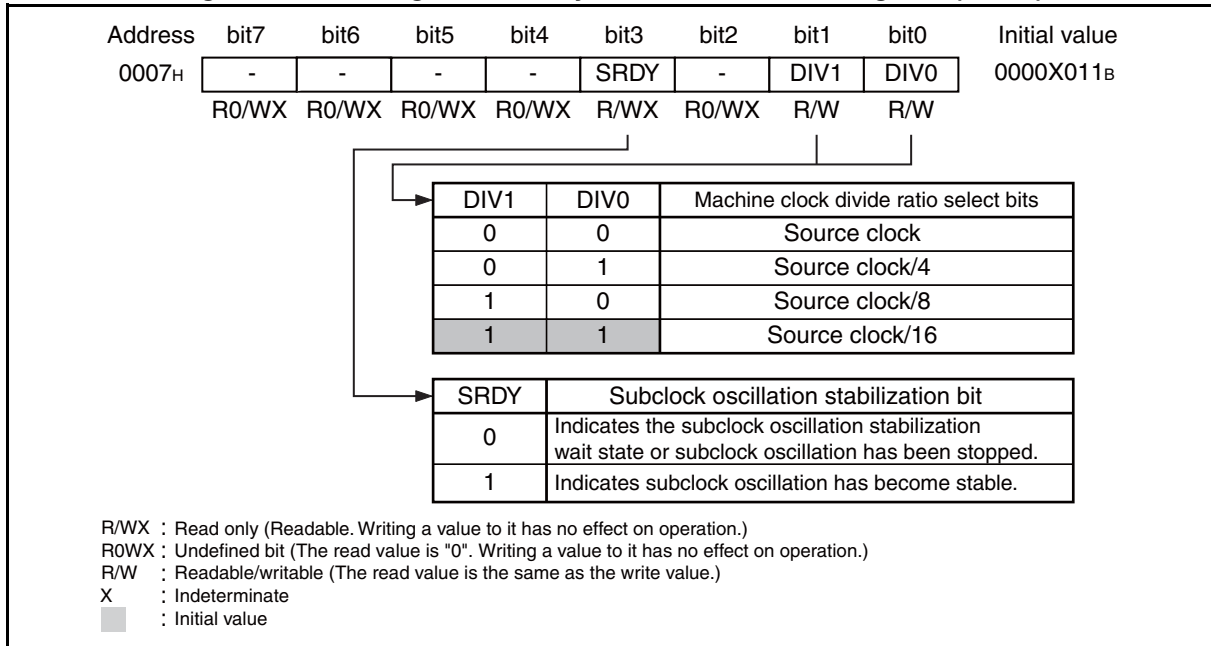 Address bit7 bit6 bit5 bit4 bit3 bit2 bit1 bit0 Initial value
0007H - - - - SRDY - DIV1 DIV0 0000X011B
R0/WX R0/WX R0/WX R0/WX R/WX R0/WX R/W R/W
DIV1 DIV0 Machine clock divide ratio select bits
0 0 Source clock
0 1 Source clock/4
1 0 Source clock/8
1 1 Source clock/16
SRDY Subclock oscillation stabilization bit
0 Indicates the subclock oscillation stabilization
wait state or subclock oscillation has been stopped.
1 Indicates subclock oscillation has become stable.
R/WX : Read only (Readable. Writing a value to it has no effect on operation.)
R0WX : Undefined bit (The read value is "0". Writing a value to it has no effect on operation.)
R/W : Readable/writable (The read value is the same as the write value.)
X : Indeterminate
: Initial value